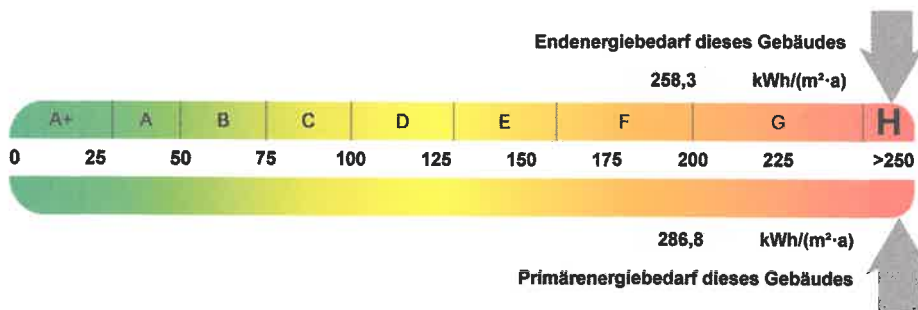 Endenergiebedarf dieses Gebäudes
258,3 kWh/(m²·a)
A+ A B C D E F G H
0 25 50 75 100 125 150 175 200 225 >250
286,8 kWh/(m²·a)
Primärenergiebedarf dieses Gebäudes